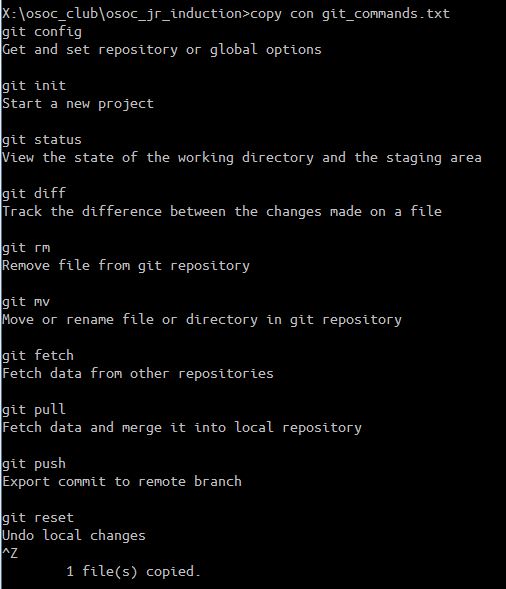 X:\osoc_club\osoc_jr_induction>copy con git_commands.txt
git config
Get and set repository or global options
git init
Start a new project
git status
View the state of the working directory and the staging area
git diff
Track the difference between the changes made on a file
git rm
Remove file from git repository
git mv
Move or rename file or directory in git repository
git fetch
Fetch data from other repositories
git pull
Fetch data and merge it into local repository
git push
Export commit to remote branch
git reset
Undo local changes
^Z
1 file(s) copied.